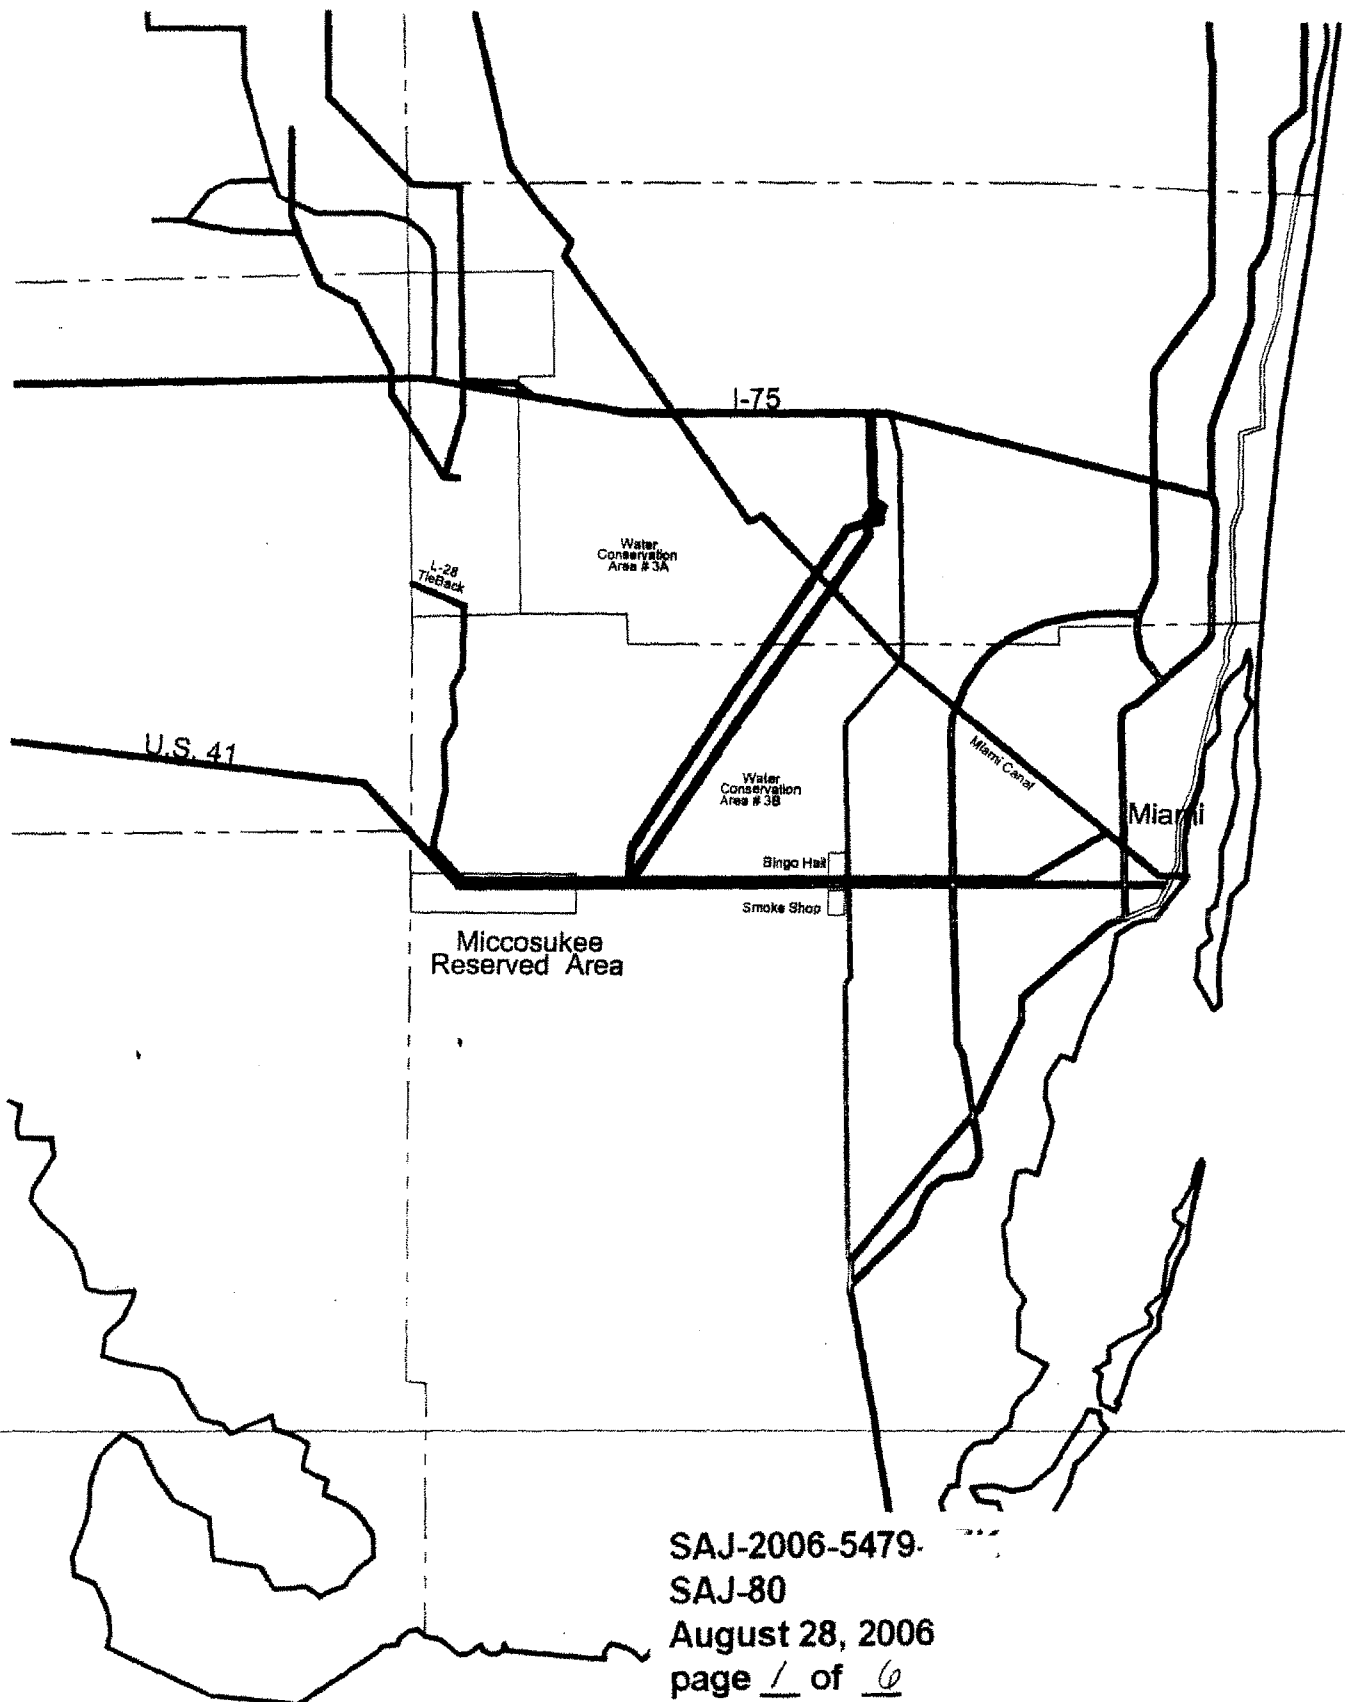 I-75
Water
Conservation
Area # 3A
L-28
TieBack
U.S. 41
Miami Canal
Water
Conservation
Area # 3B
Miami
Bingo Hall
Smoke Shop
Miccosukee
Reserved Area
SAJ-2006-5479-
SAJ-80
August 28, 2006
page 1 of 6